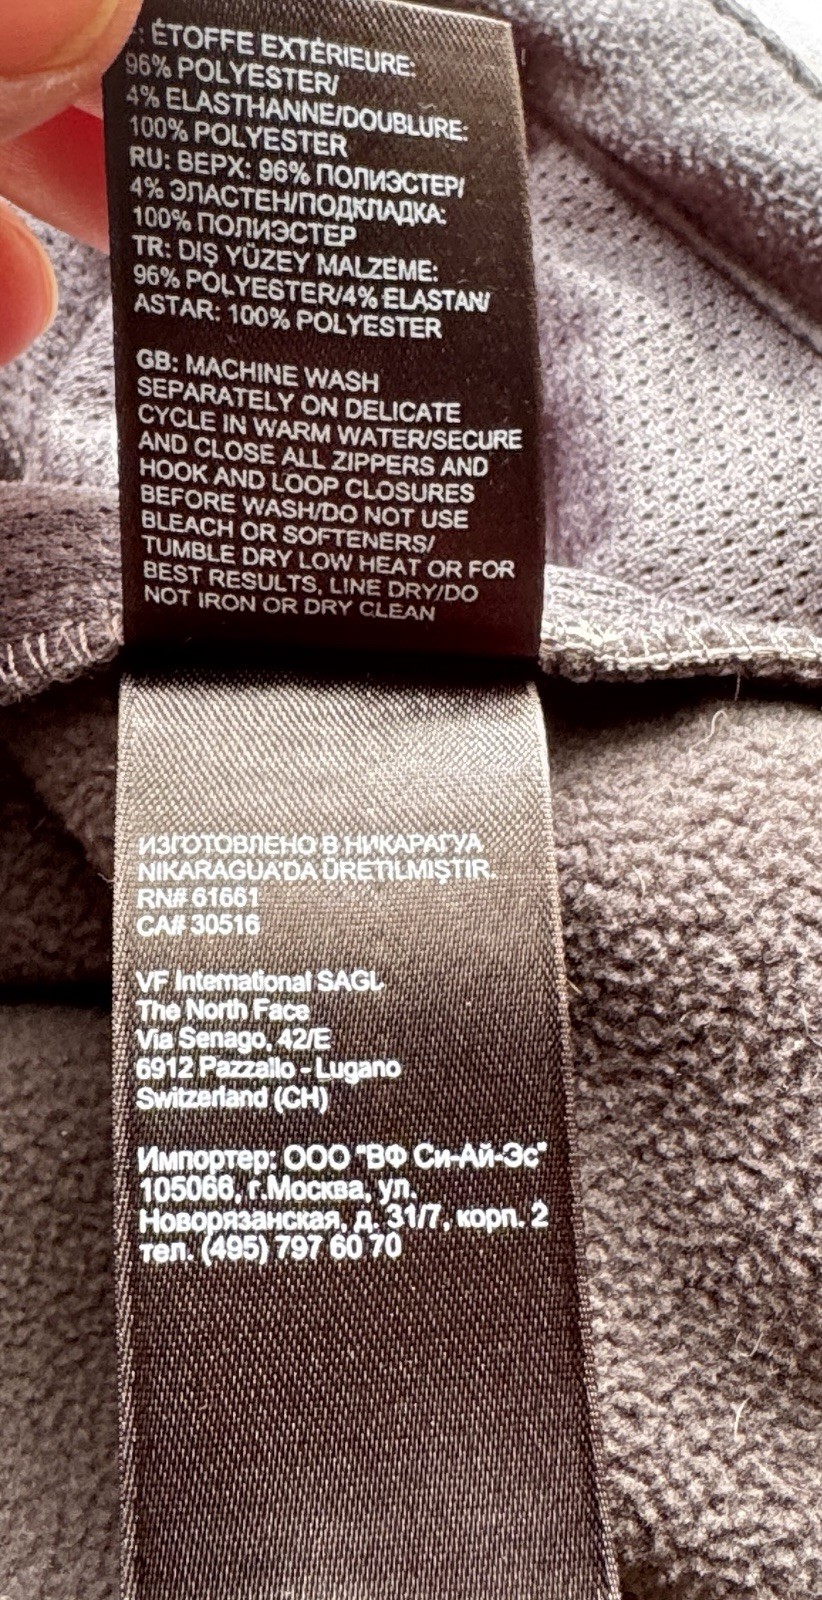 : ÉTOFFE EXTÉRIEURE:
96% POLYESTER/
4% ELASTHANNE/DOUBLURE:
100% POLYESTER
RU: ВЕРХ: 96% ПОЛИЭСТЕР/
4% ЭЛАСТЕН/ПОДКЛАДКА:
100% ПОЛИЭСТЕР
TR: DIŞ YÜZEY MALZEME:
96% POLYESTER/4% ELASTAN/
ASTAR: 100% POLYESTER
GB: MACHINE WASH
SEPARATELY ON DELICATE
CYCLE IN WARM WATER/SECURE
AND CLOSE ALL ZIPPERS AND
HOOK AND LOOP CLOSURES
BEFORE WASH/DO NOT USE
BLEACH OR SOFTENERS/
TUMBLE DRY LOW HEAT OR FOR
BEST RESULTS, LINE DRY/DO
NOT IRON OR DRY CLEAN
ИЗГОТОВЛЕНО В НИКАРАГУА
NIKARAGUA'DA ÜRETILMIŞTIR.
RN# 61661
CA# 30516
VF International SAGL
The North Face
Via Senago, 42/E
6912 Pazzallo - Lugano
Switzerland (CH)
Импортер: ООО "ВФ Си-Ай-Эс"
105066, г.Москва, ул.
Новорязанская, д. 31/7, корп. 2
тел. (495) 797 60 70